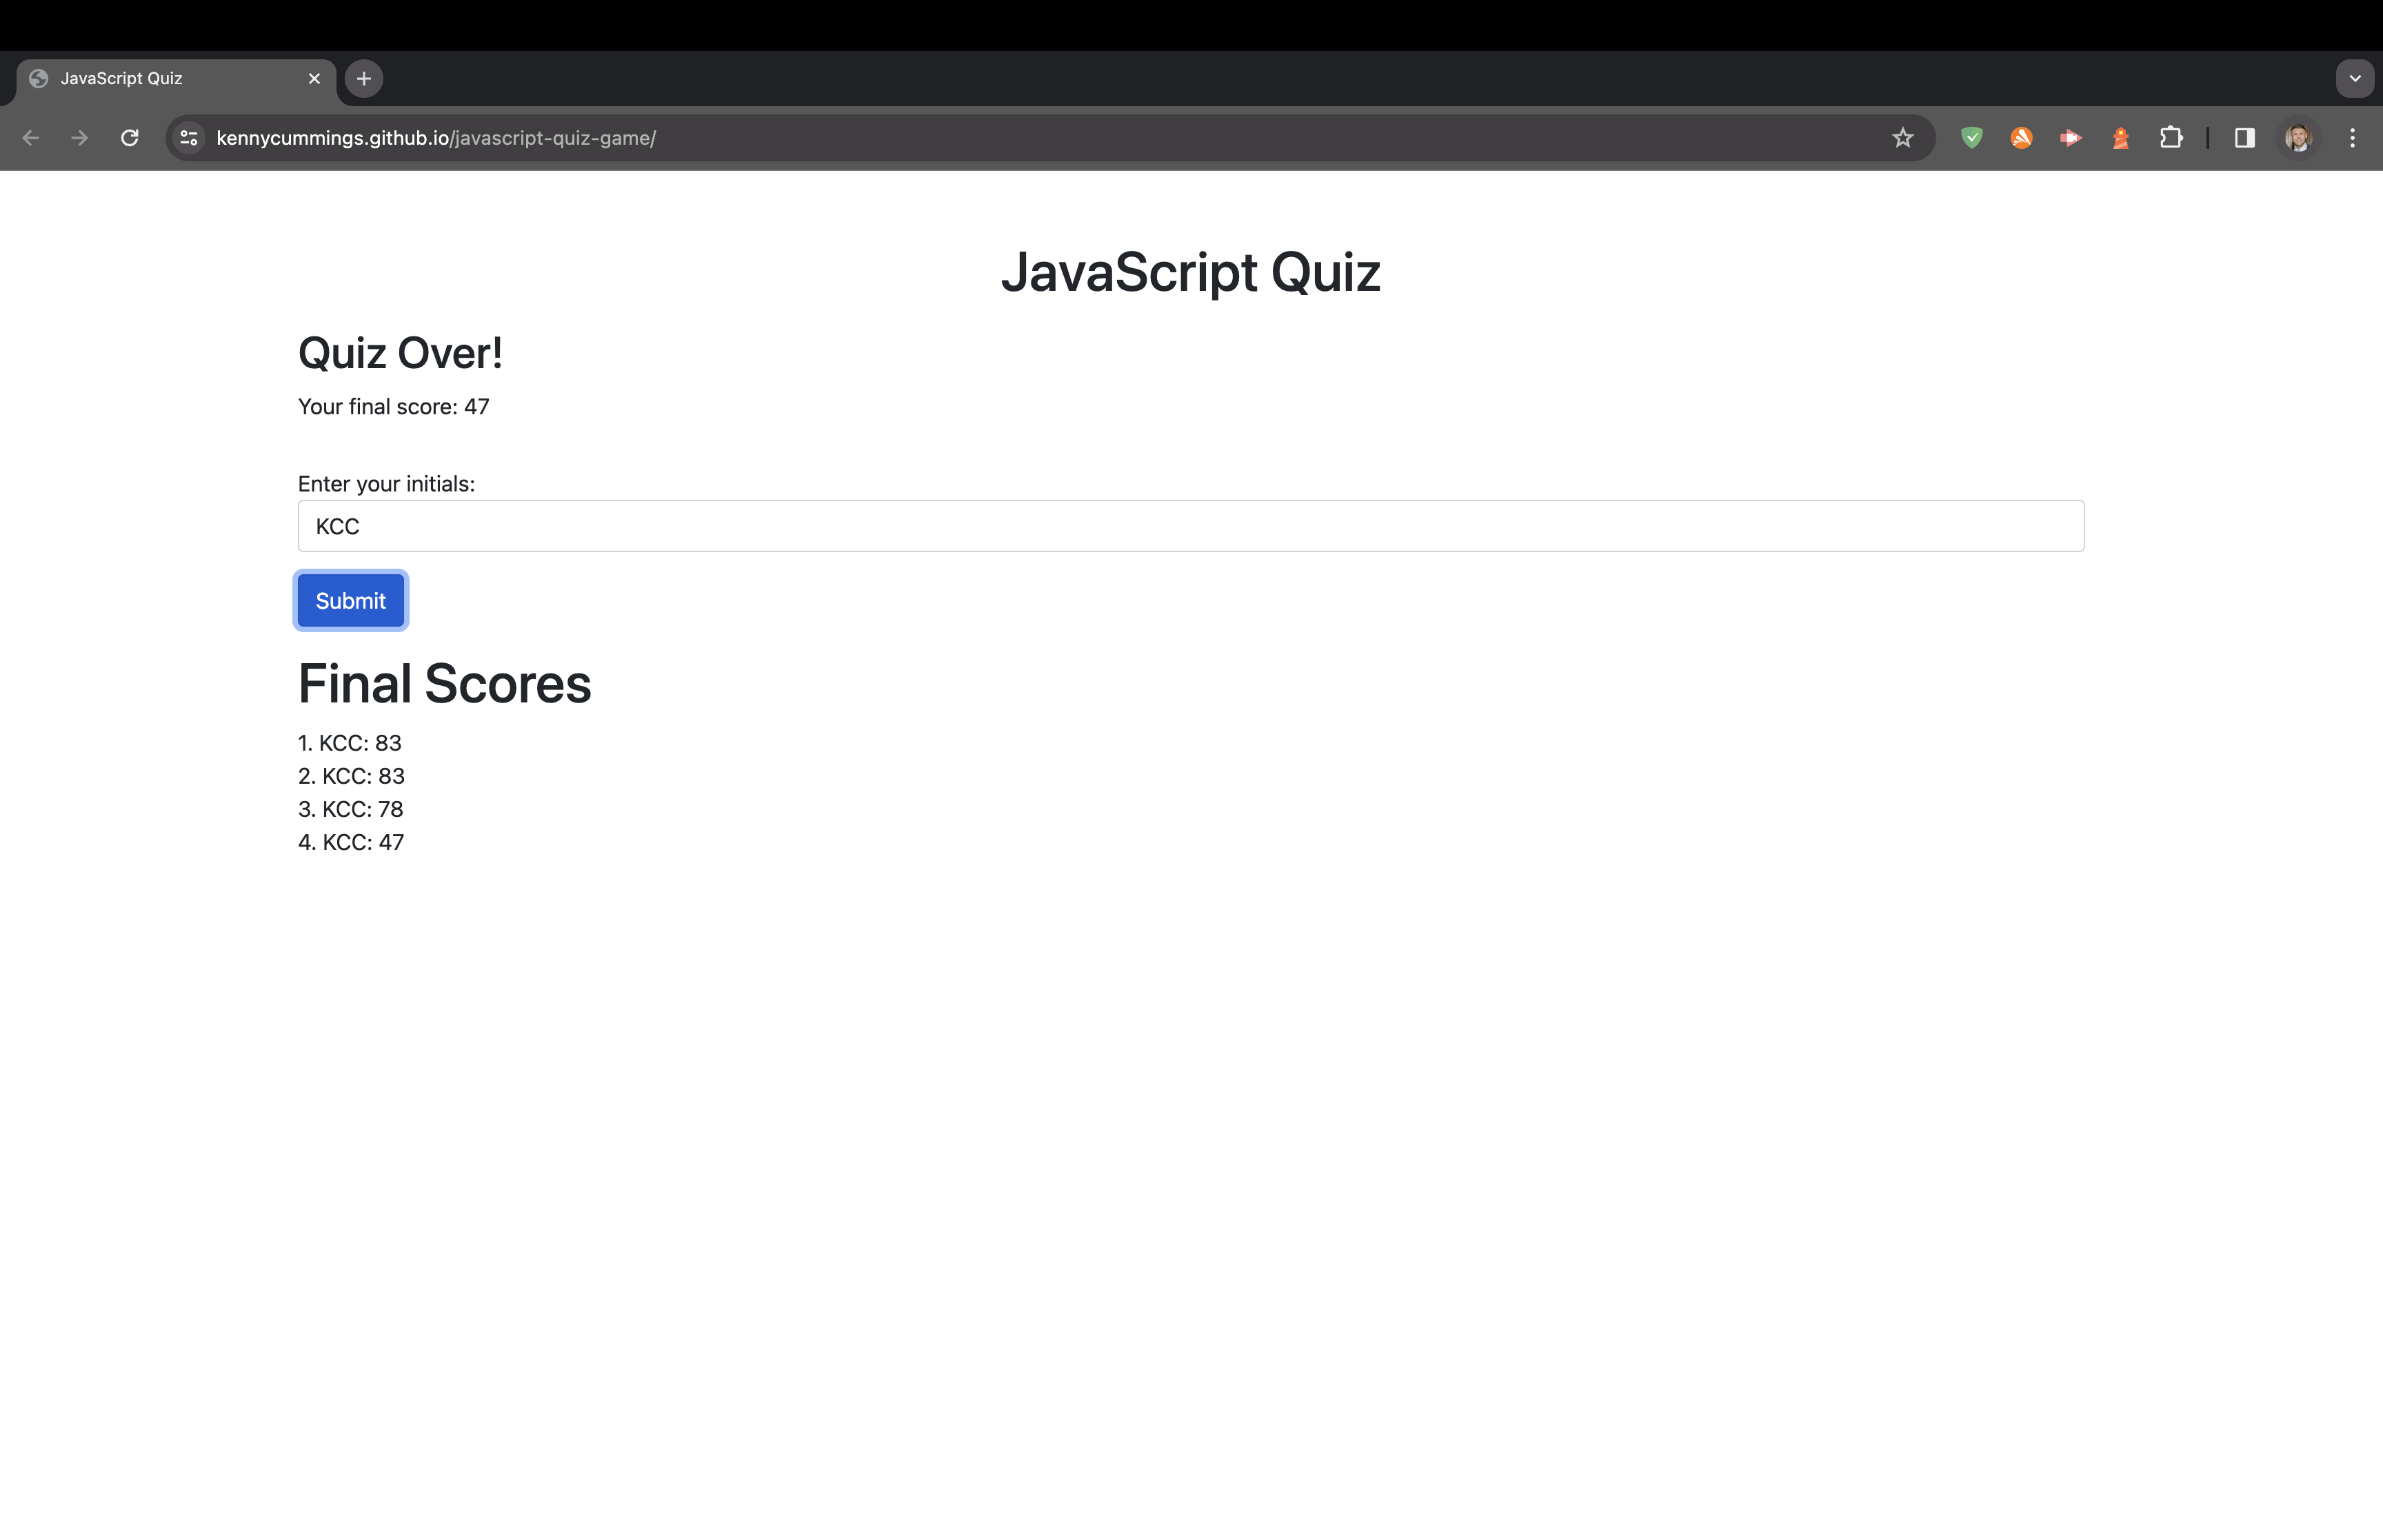 JavaScript Quiz
kennycummings.github.io/javascript-quiz-game/
JavaScript Quiz
Quiz Over!
Your final score: 47
Enter your initials:
KCC
Submit
Final Scores
1. KCC: 83
2. KCC: 83
3. KCC: 78
4. KCC: 47